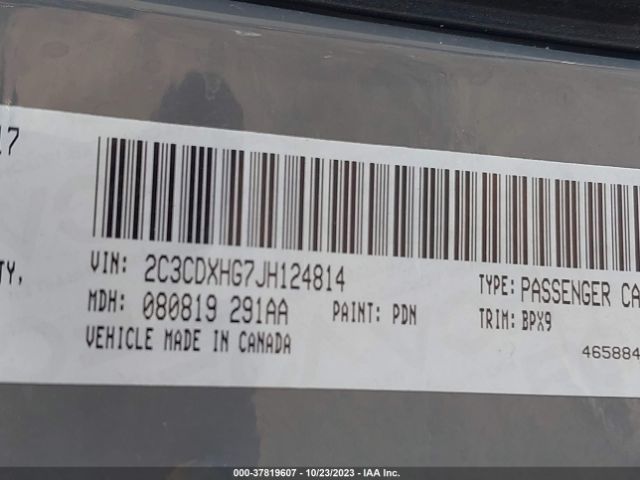 17
TY,
VIN: 2C3CDXHG7JH124814
TYPE: PASSENGER CA
MDH: 080819 291AA
PAINT: PDN
TRIM: BPX9
VEHICLE MADE IN CANADA
465884
000-37819607 - 10/23/2023 - IAA Inc.